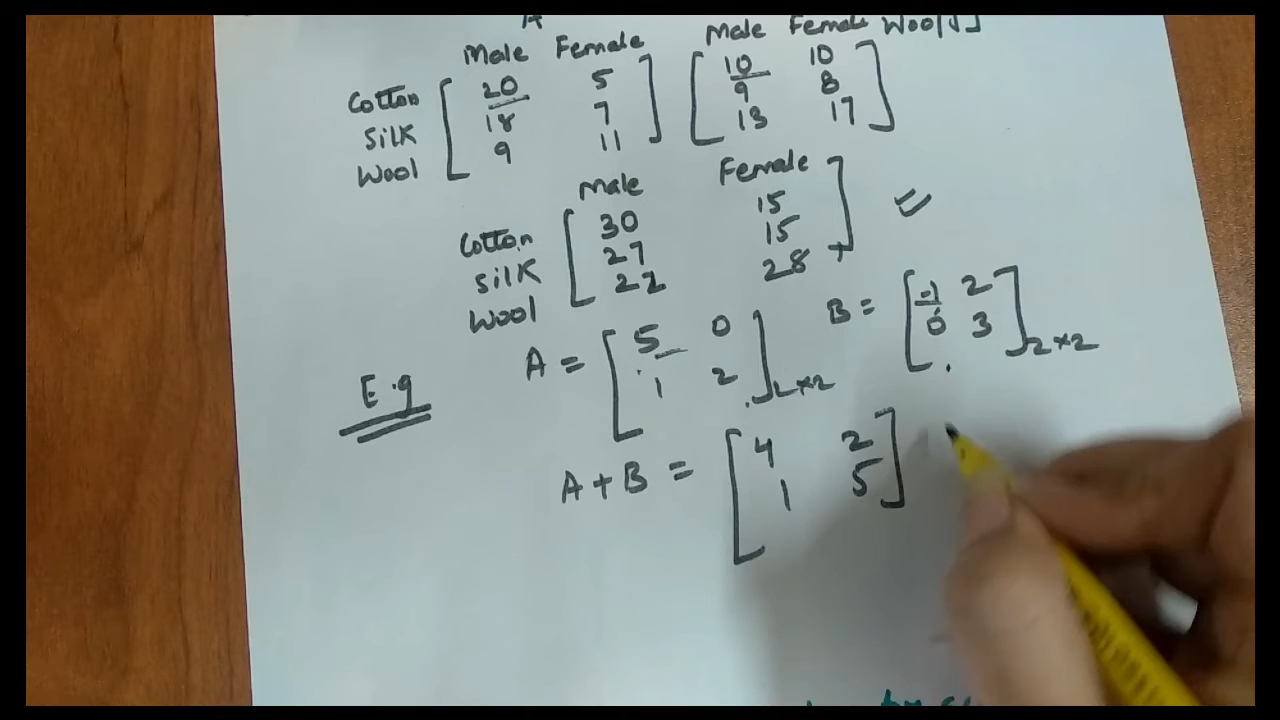 A
Male Female Male Female Wool
Cotton [ 20 5 ] [ 10 10 ]
Silk 18 7 9 8
Wool 9 11 13 17
Male Female
Cotton [ 30 15 ]
Silk 27 15
Wool 22 28
E.g A = [ 5 0 ] 2×2 B = [ -1 2 ] 2×2
1 2 0 3
A + B = [ 4 2 ]
1 5